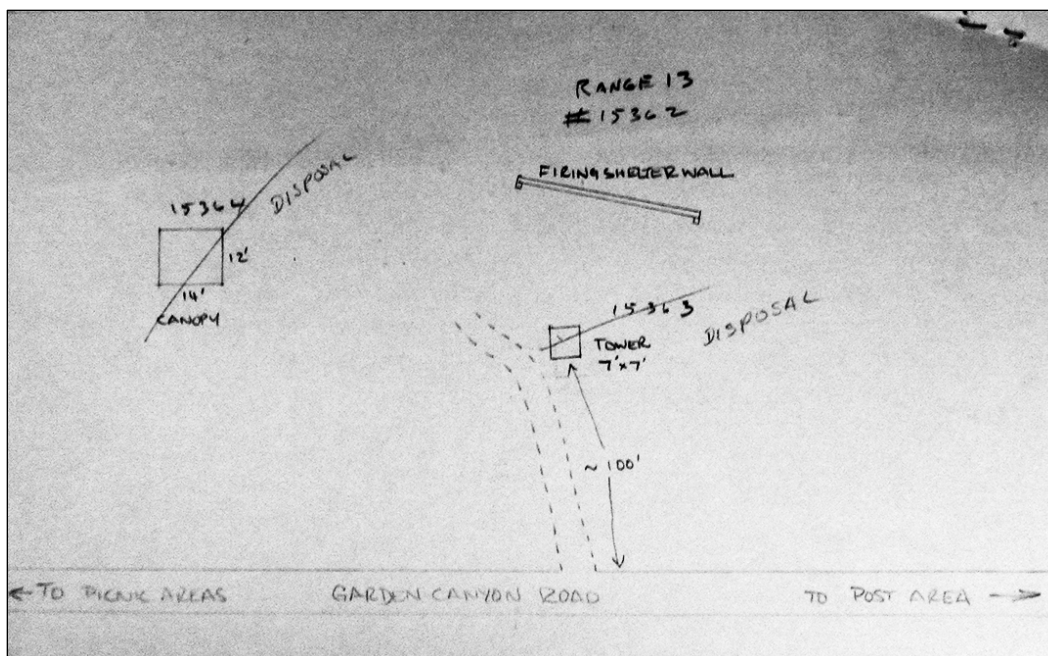 RANGE 13
# 15362
FIRING SHELTER WALL
DISPOSAL
15364
12'
14'
CANOPY
15363
DISPOSAL
TOWER
7'x7'
~ 100'
← TO PICNIC AREAS GARDEN CANYON ROAD TO POST AREA →